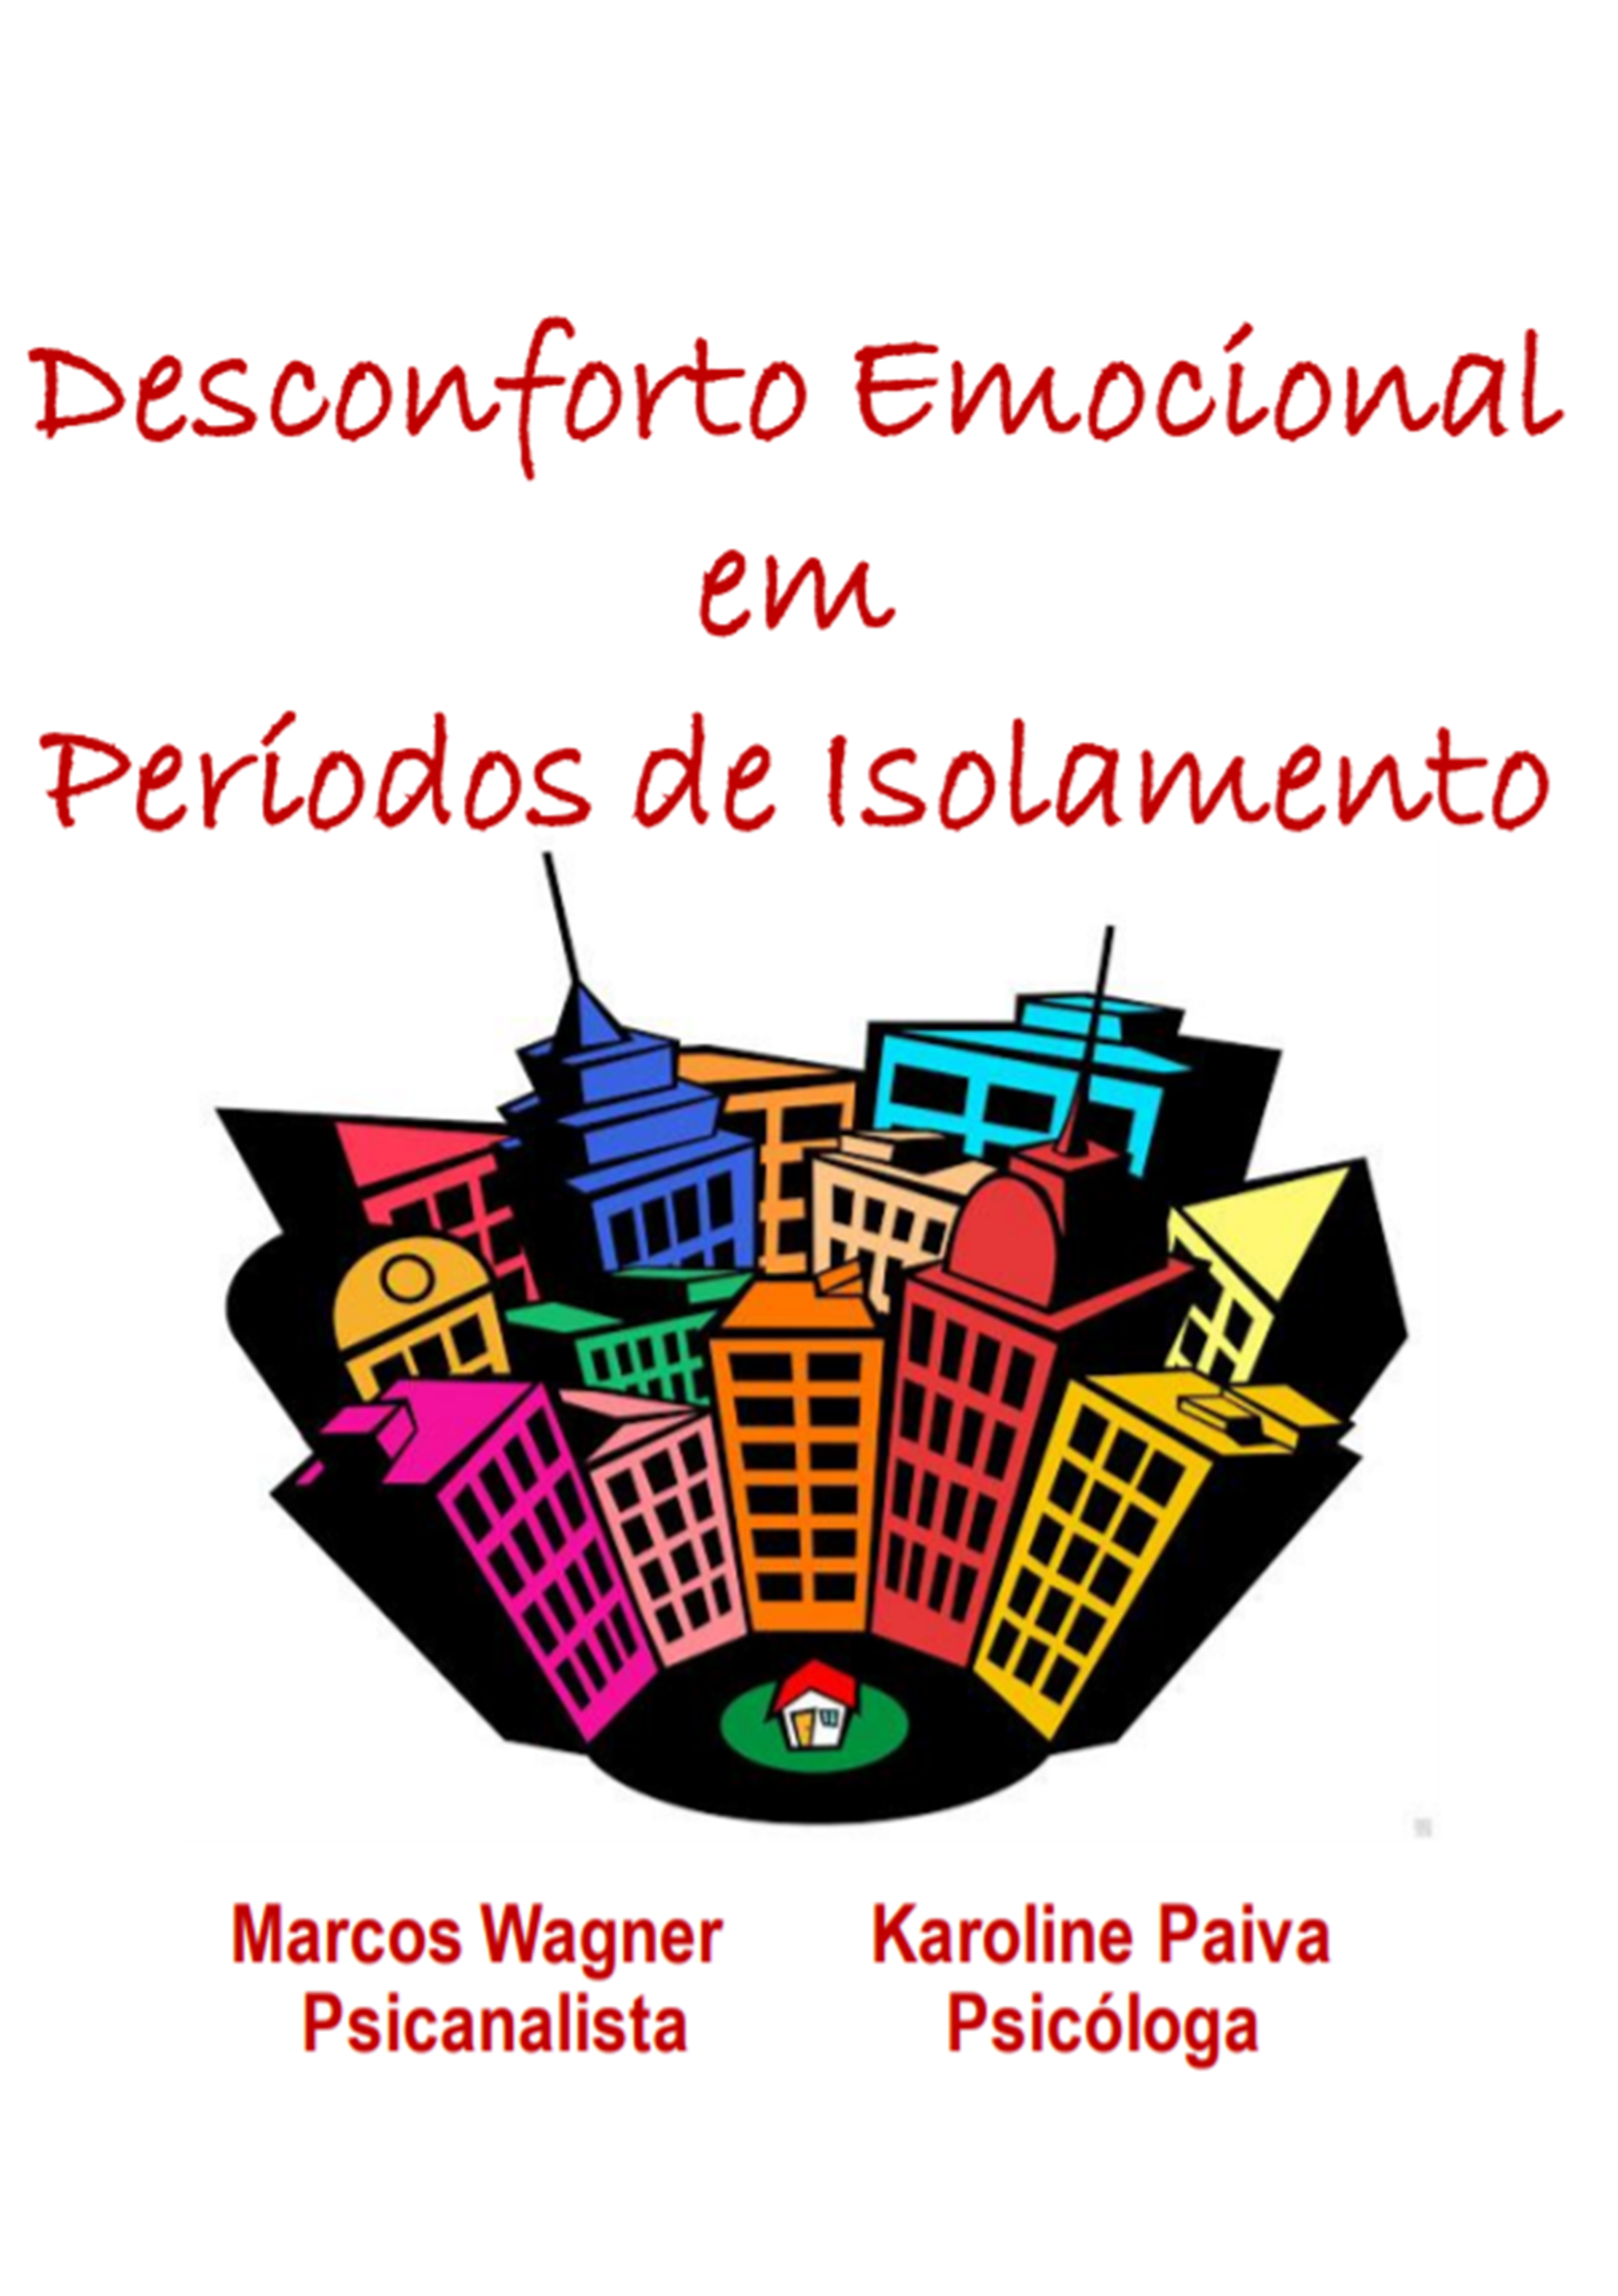 Desconforto Emocional
em
Períodos de Isolamento
Marcos Wagner
Karoline Paiva
Psicanalista
Psicóloga